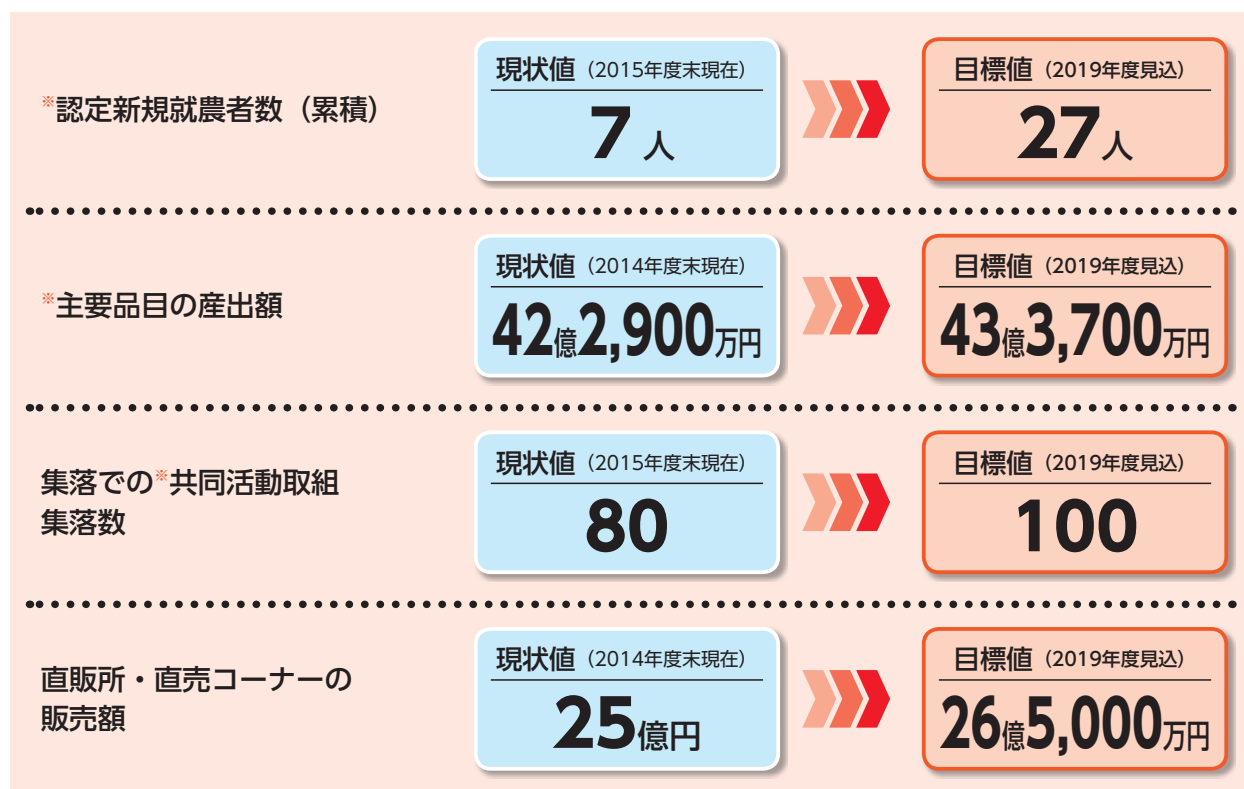 ※認定新規就農者数（累積）
現状値（2015年度末現在）
7人
目標値（2019年度見込）
27人
※主要品目の産出額
現状値（2014年度末現在）
42億2,900万円
目標値（2019年度見込）
43億3,700万円
集落での※共同活動取組
集落数
現状値（2015年度末現在）
80
目標値（2019年度見込）
100
直販所・直売コーナーの
販売額
現状値（2014年度末現在）
25億円
目標値（2019年度見込）
26億5,000万円